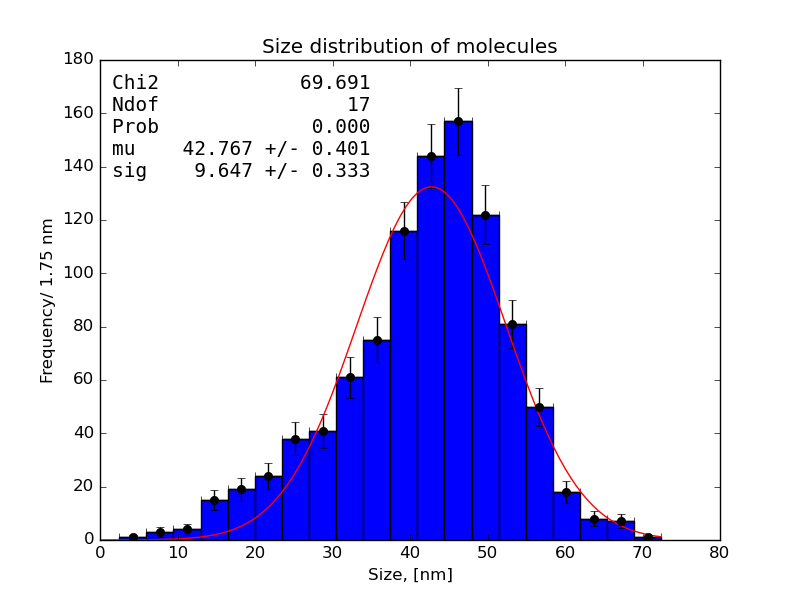 Size distribution of molecules
180
160
140
120
100
80
60
40
20
0
Frequency/ 1.75 nm
Chi2 69.691
Ndof 17
Prob 0.000
mu 42.767 +/- 0.401
sig 9.647 +/- 0.333
0 10 20 30 40 50 60 70 80
Size, [nm]